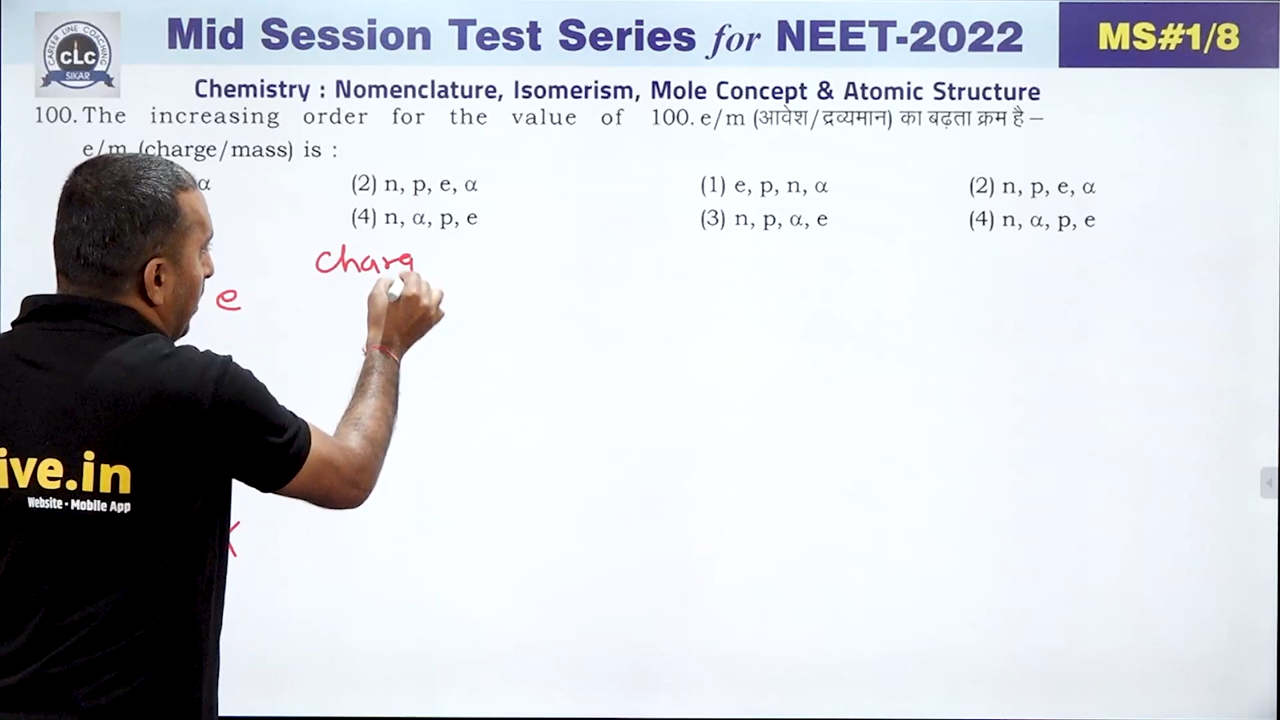 Mid Session Test Series for NEET-2022
MS#1/8
CAREER LINE COACHING
CLC
SIKAR
Chemistry : Nomenclature, Isomerism, Mole Concept & Atomic Structure
100. The increasing order for the value of
e/m (charge/mass) is :
α
(2) n, p, e, α
(4) n, α, p, e
100. e/m (आवेश/द्रव्यमान) का बढ़ता क्रम है –
(1) e, p, n, α
(2) n, p, e, α
(3) n, p, α, e
(4) n, α, p, e
charg
e
ive.in
Website • Mobile App